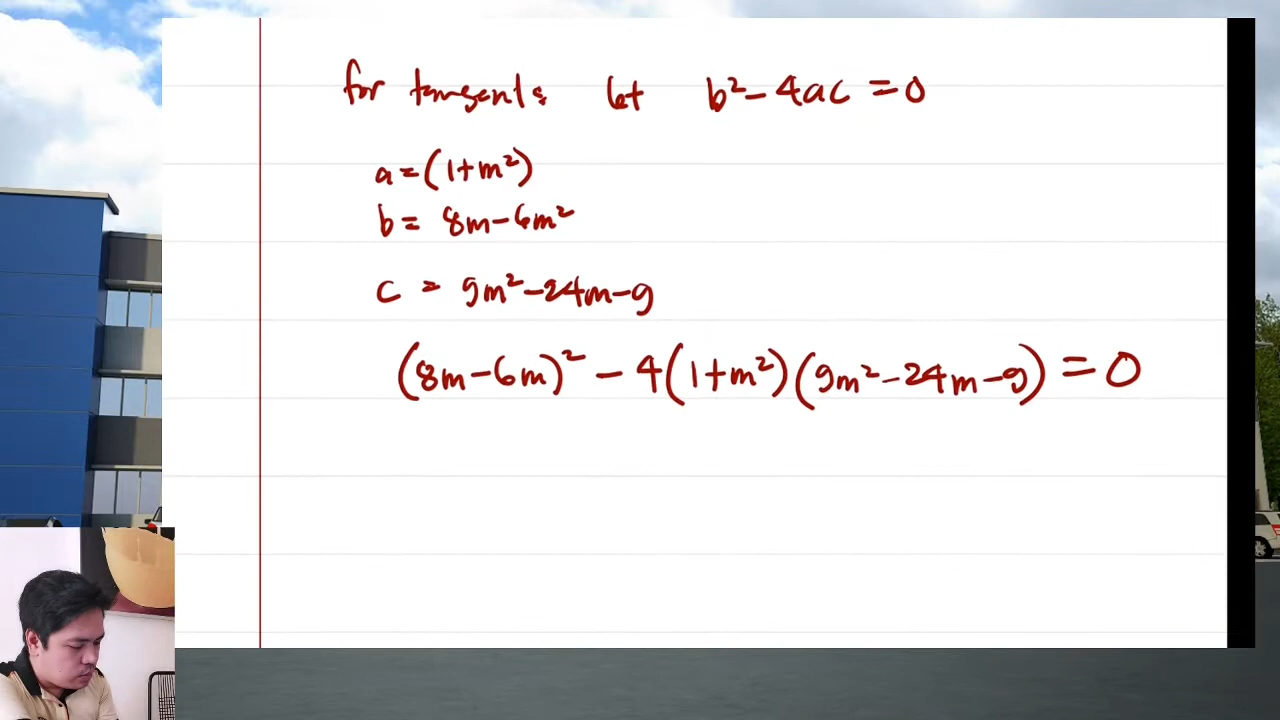 for tangents let b² - 4ac = 0
a = (1+m²)
b = 8m - 6m²
c = 9m² - 24m - 9
(8m - 6m)² - 4(1+m²)(9m² - 24m - 9) = 0